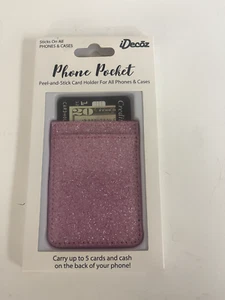 Sticks On All
PHONES & CASES
iDecoz
Phone Pocket
Peel-and-Stick Card Holder For All Phones & Cases
20
Carry up to 5 cards and cash
on the back of your phone!